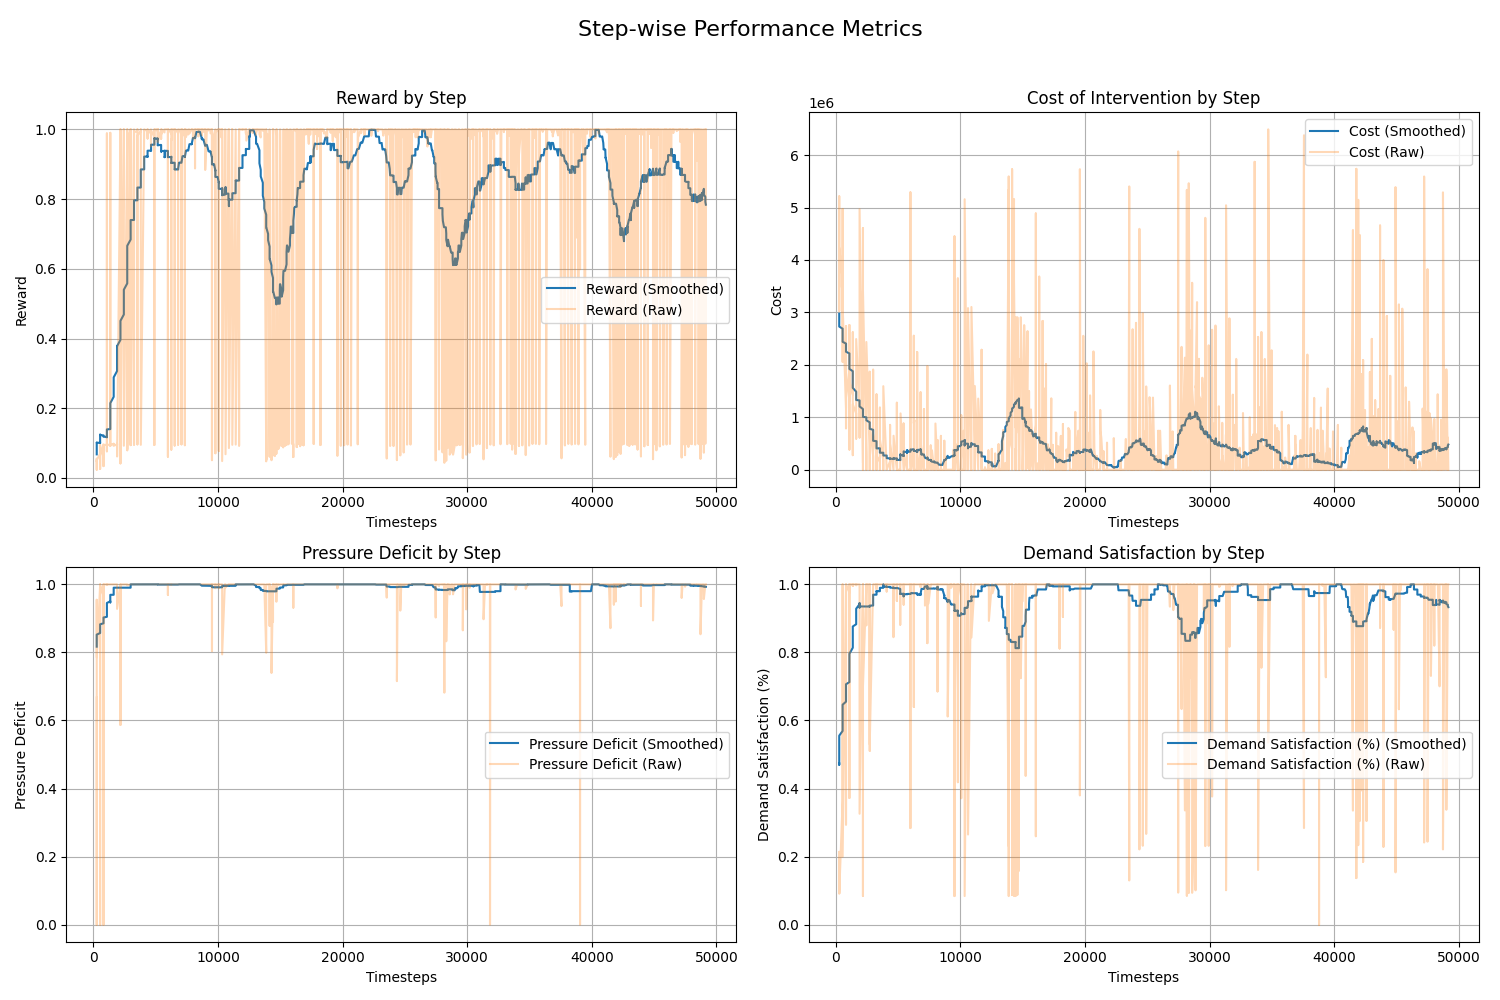 Step-wise Performance Metrics
Reward by Step
Reward
1.0
0.8
0.6
0.4
0.2
0.0
Reward (Smoothed)
Reward (Raw)
0 10000 20000 30000 40000 50000
Timesteps
Cost of Intervention by Step
1e6
Cost
6
5
4
3
2
1
0
Cost (Smoothed)
Cost (Raw)
0 10000 20000 30000 40000 50000
Timesteps
Pressure Deficit by Step
Pressure Deficit
1.0
0.8
0.6
0.4
0.2
0.0
Pressure Deficit (Smoothed)
Pressure Deficit (Raw)
0 10000 20000 30000 40000 50000
Timesteps
Demand Satisfaction by Step
Demand Satisfaction (%)
1.0
0.8
0.6
0.4
0.2
0.0
Demand Satisfaction (%) (Smoothed)
Demand Satisfaction (%) (Raw)
0 10000 20000 30000 40000 50000
Timesteps